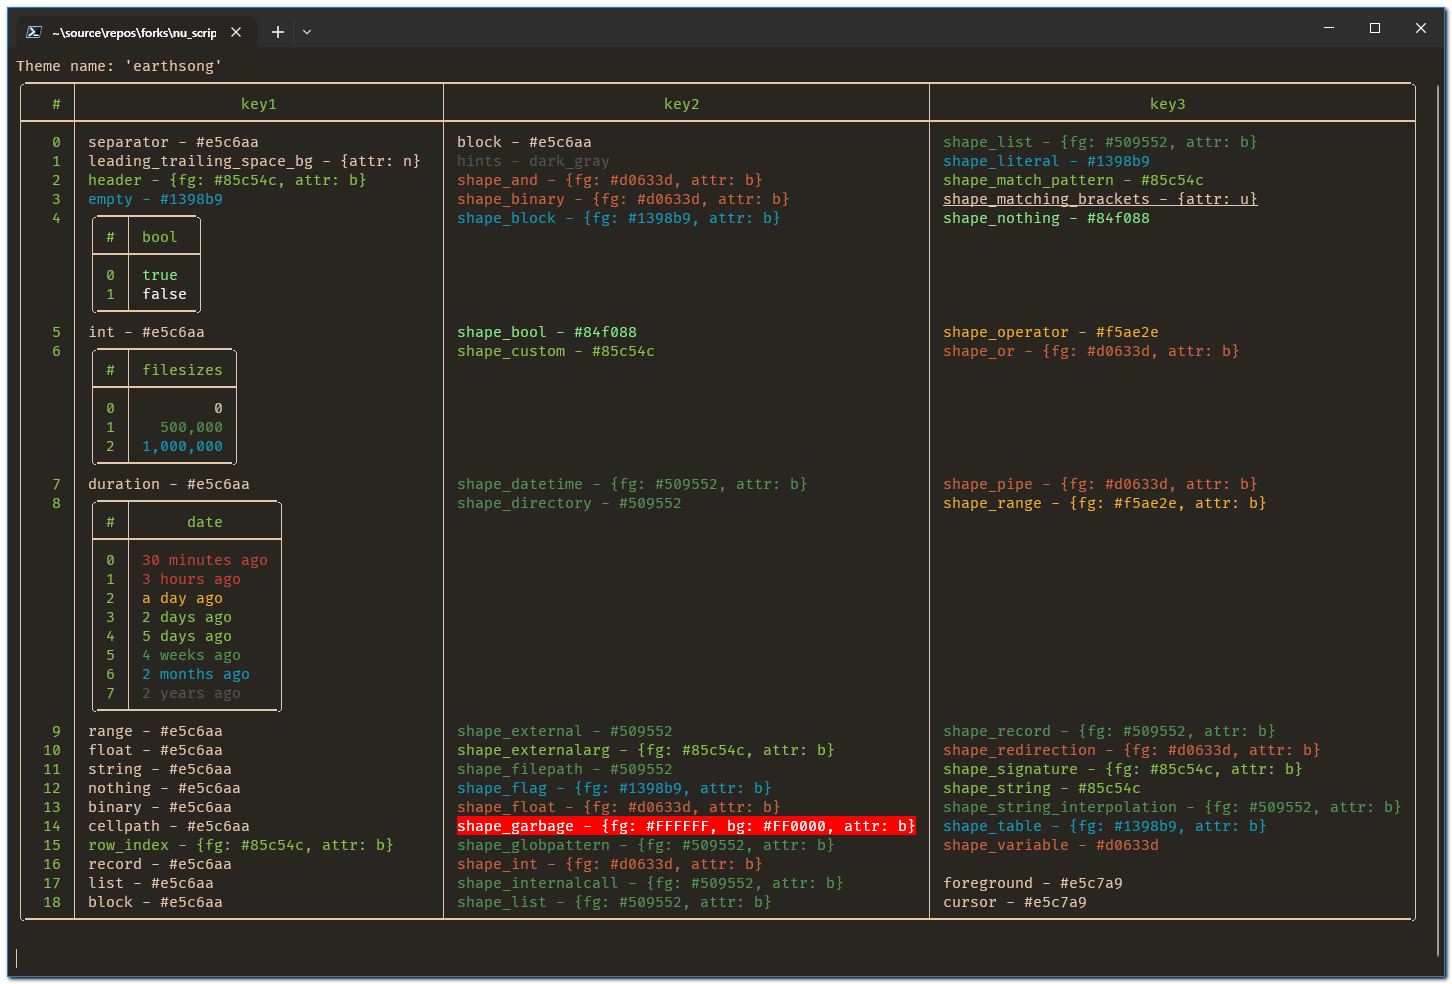 ~\source\repos\forks\nu_scrip
Theme name: 'earthsong'
# key1 key2 key3
0 separator - #e5c6aa block - #e5c6aa shape_list - {fg: #509552, attr: b}
1 leading_trailing_space_bg - {attr: n} hints - dark_gray shape_literal - #1398b9
2 header - {fg: #85c54c, attr: b} shape_and - {fg: #d0633d, attr: b} shape_match_pattern - #85c54c
3 empty - #1398b9 shape_binary - {fg: #d0633d, attr: b} shape_matching_brackets - {attr: u}
4 shape_block - {fg: #1398b9, attr: b} shape_nothing - #84f088
# bool
0 true
1 false
5 int - #e5c6aa shape_bool - #84f088 shape_operator - #f5ae2e
6 shape_custom - #85c54c shape_or - {fg: #d0633d, attr: b}
# filesizes
0 0
1 500,000
2 1,000,000
7 duration - #e5c6aa shape_datetime - {fg: #509552, attr: b} shape_pipe - {fg: #d0633d, attr: b}
8 shape_directory - #509552 shape_range - {fg: #f5ae2e, attr: b}
# date
0 30 minutes ago
1 3 hours ago
2 a day ago
3 2 days ago
4 5 days ago
5 4 weeks ago
6 2 months ago
7 2 years ago
9 range - #e5c6aa shape_external - #509552 shape_record - {fg: #509552, attr: b}
10 float - #e5c6aa shape_externalarg - {fg: #85c54c, attr: b} shape_redirection - {fg: #d0633d, attr: b}
11 string - #e5c6aa shape_filepath - #509552 shape_signature - {fg: #85c54c, attr: b}
12 nothing - #e5c6aa shape_flag - {fg: #1398b9, attr: b} shape_string - #85c54c
13 binary - #e5c6aa shape_float - {fg: #d0633d, attr: b} shape_string_interpolation - {fg: #509552, attr: b}
14 cellpath - #e5c6aa shape_garbage - {fg: #FFFFFF, bg: #FF0000, attr: b} shape_table - {fg: #1398b9, attr: b}
15 row_index - {fg: #85c54c, attr: b} shape_globpattern - {fg: #509552, attr: b} shape_variable - #d0633d
16 record - #e5c6aa shape_int - {fg: #d0633d, attr: b}
17 list - #e5c6aa shape_internalcall - {fg: #509552, attr: b} foreground - #e5c7a9
18 block - #e5c6aa shape_list - {fg: #509552, attr: b} cursor - #e5c7a9